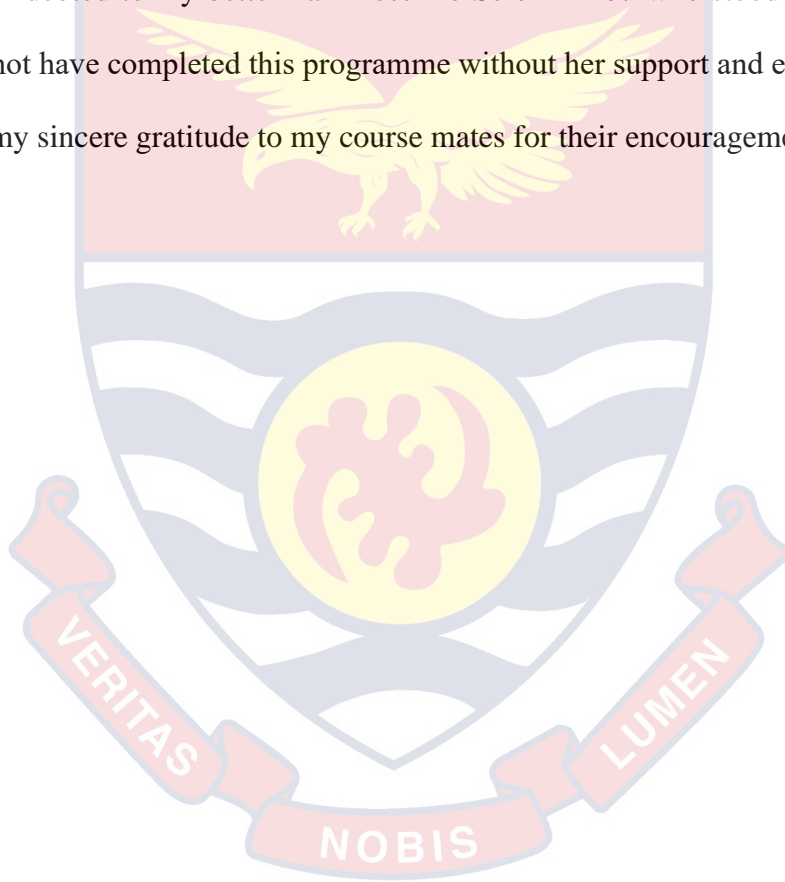 not have completed this programme without her support and e
my sincere gratitude to my course mates for their encourageme
VERITAS
NOBIS
LUMEN